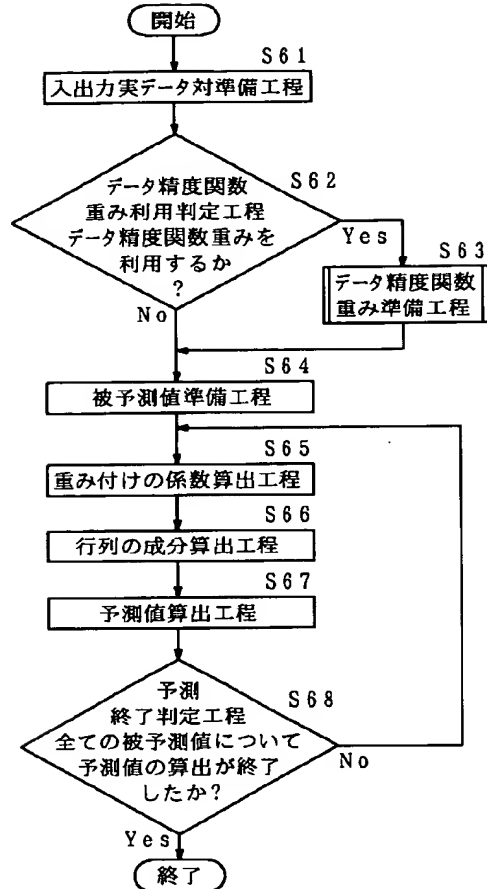 開始
S61
入出力実データ対準備工程
データ精度関数
重み利用判定工程
データ精度関数重みを
利用するか
?
S62
Yes
No
S63
データ精度関数
重み準備工程
S64
被予測値準備工程
S65
重み付けの係数算出工程
S66
行列の成分算出工程
S67
予測値算出工程
予測
終了判定工程
全ての被予測値について
予測値の算出が終了
したか?
S68
No
Yes
終了